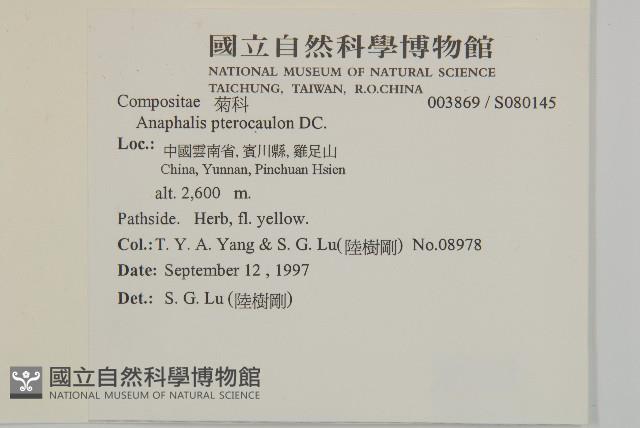 國立自然科學博物館
NATIONAL MUSEUM OF NATURAL SCIENCE
TAICHUNG, TAIWAN, R.O.CHINA
Compositae 菊科 003869 / S080145
Anaphalis pterocaulon DC.
Loc.: 中國雲南省, 賓川縣, 雞足山
China, Yunnan, Pinchuan Hsien
alt. 2,600 m.
Pathside. Herb, fl. yellow.
Col.: T. Y. A. Yang & S. G. Lu(陸樹剛) No.08978
Date: September 12 , 1997
Det.: S. G. Lu (陸樹剛)
國立自然科學博物館
NATIONAL MUSEUM OF NATURAL SCIENCE